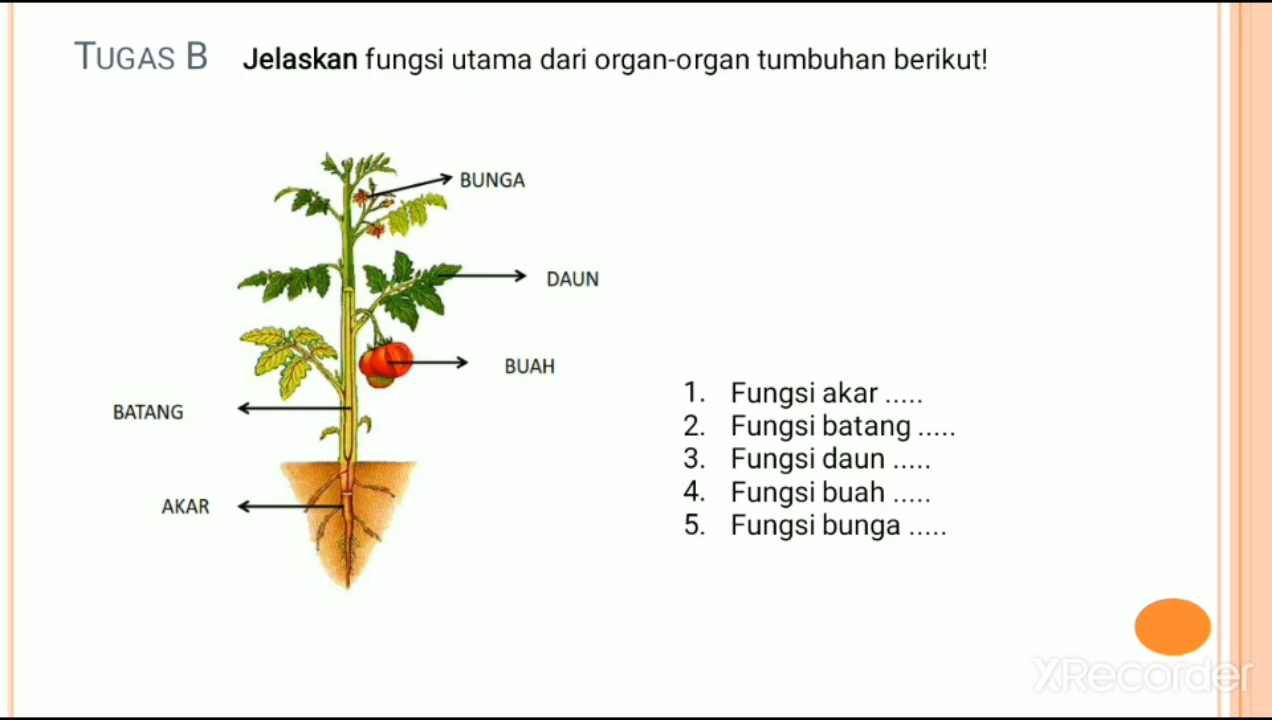 TUGAS B Jelaskan fungsi utama dari organ-organ tumbuhan berikut!
BUNGA
DAUN
BUAH
BATANG
AKAR
1. Fungsi akar .....
2. Fungsi batang .....
3. Fungsi daun .....
4. Fungsi buah .....
5. Fungsi bunga .....
XRecorder